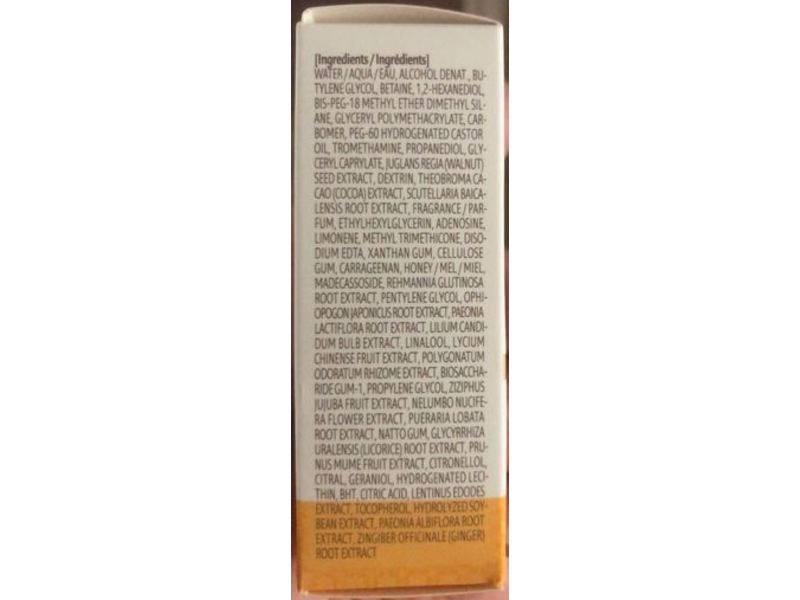 [Ingredients / Ingrédients]
WATER / AQUA / EAU, ALCOHOL DENAT., BU-
TYLENE GLYCOL, BETAINE, 1,2-HEXANEDIOL,
BIS-PEG-18 METHYL ETHER DIMETHYL SIL-
ANE, GLYCERYL POLYMETHACRYLATE, CAR-
BOMER, PEG-60 HYDROGENATED CASTOR
OIL, TROMETHAMINE, PROPANEDIOL, GLY-
CERYL CAPRYLATE, JUGLANS REGIA (WALNUT)
SEED EXTRACT, DEXTRIN, THEOBROMA CA-
CAO (COCOA) EXTRACT, SCUTELLARIA BAICA-
LENSIS ROOT EXTRACT, FRAGRANCE / PAR-
FUM, ETHYLHEXYLGLYCERIN, ADENOSINE,
LIMONENE, METHYL TRIMETHICONE, DISO-
DIUM EDTA, XANTHAN GUM, CELLULOSE
GUM, CARRAGEENAN, HONEY / MEL / MIEL,
MADECASSOSIDE, REHMANNIA GLUTINOSA
ROOT EXTRACT, PENTYLENE GLYCOL, OPHI-
OPOGON JAPONICUS ROOT EXTRACT, PAEONIA
LACTIFLORA ROOT EXTRACT, LILIUM CANDI-
DUM BULB EXTRACT, LINALOOL, LYCIUM
CHINENSE FRUIT EXTRACT, POLYGONATUM
ODORATUM RHIZOME EXTRACT, BIOSACCHA-
RIDE GUM-1, PROPYLENE GLYCOL, ZIZIPHUS
JUJUBA FRUIT EXTRACT, NELUMBO NUCIFE-
RA FLOWER EXTRACT, PUERARIA LOBATA
ROOT EXTRACT, NATTO GUM, GLYCYRRHIZA
URALENSIS (LICORICE) ROOT EXTRACT, PRU-
NUS MUME FRUIT EXTRACT, CITRONELLOL,
CITRAL, GERANIOL, HYDROGENATED LECI-
THIN, BHT, CITRIC ACID, LENTINUS EDODES
EXTRACT, TOCOPHEROL, HYDROLYZED SOY-
BEAN EXTRACT, PAEONIA ALBIFLORA ROOT
EXTRACT, ZINGIBER OFFICINALE (GINGER)
ROOT EXTRACT